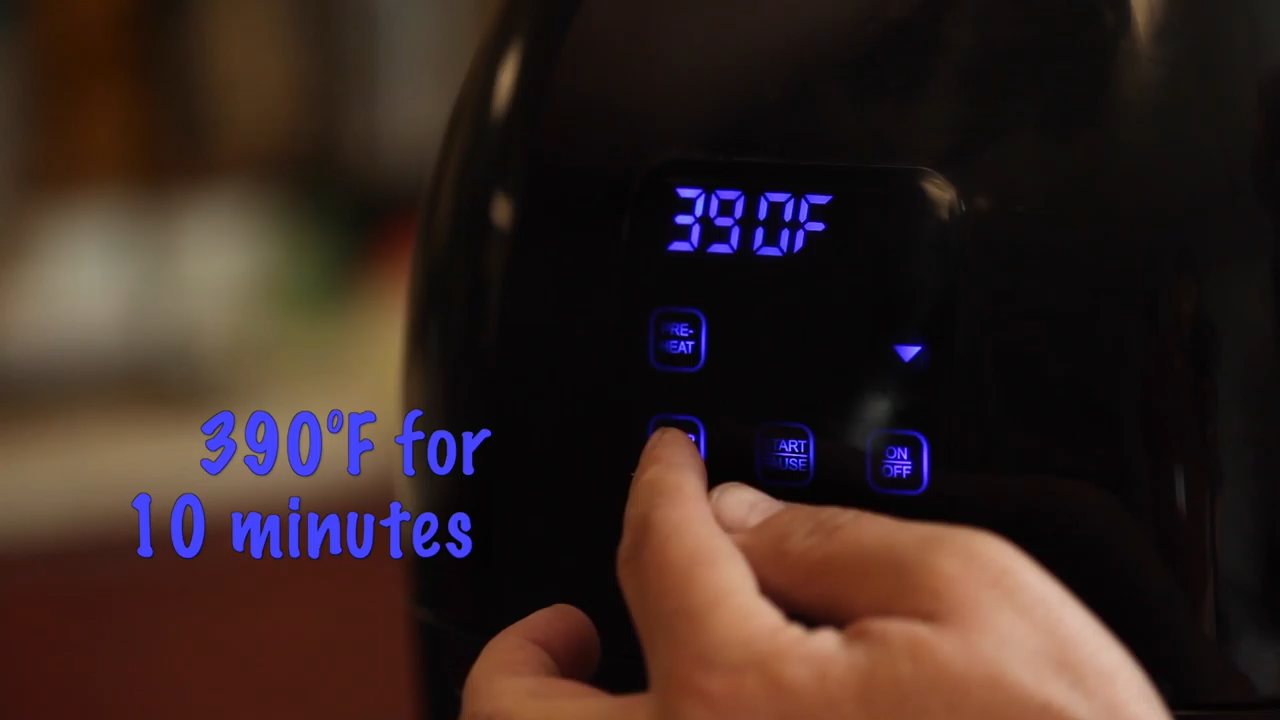 390F
PRE-
HEAT
START
PAUSE
ON
OFF
390°F for
10 minutes